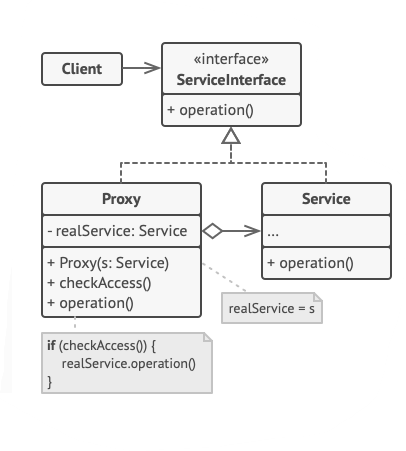 Client
«interface»
ServiceInterface
+ operation()
Proxy
- realService: Service
+ Proxy(s: Service)
+ checkAccess()
+ operation()
Service
...
+ operation()
realService = s
if (checkAccess()) {
realService.operation()
}